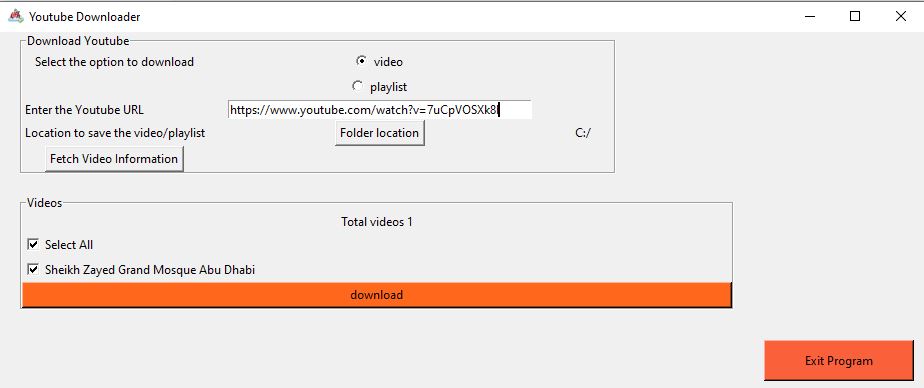 Youtube Downloader
Download Youtube
Select the option to download
video
playlist
Enter the Youtube URL
https://www.youtube.com/watch?v=7uCpVOSXk8I
Location to save the video/playlist
Folder location
C:/
Fetch Video Information
Videos
Total videos 1
Select All
Sheikh Zayed Grand Mosque Abu Dhabi
download
Exit Program